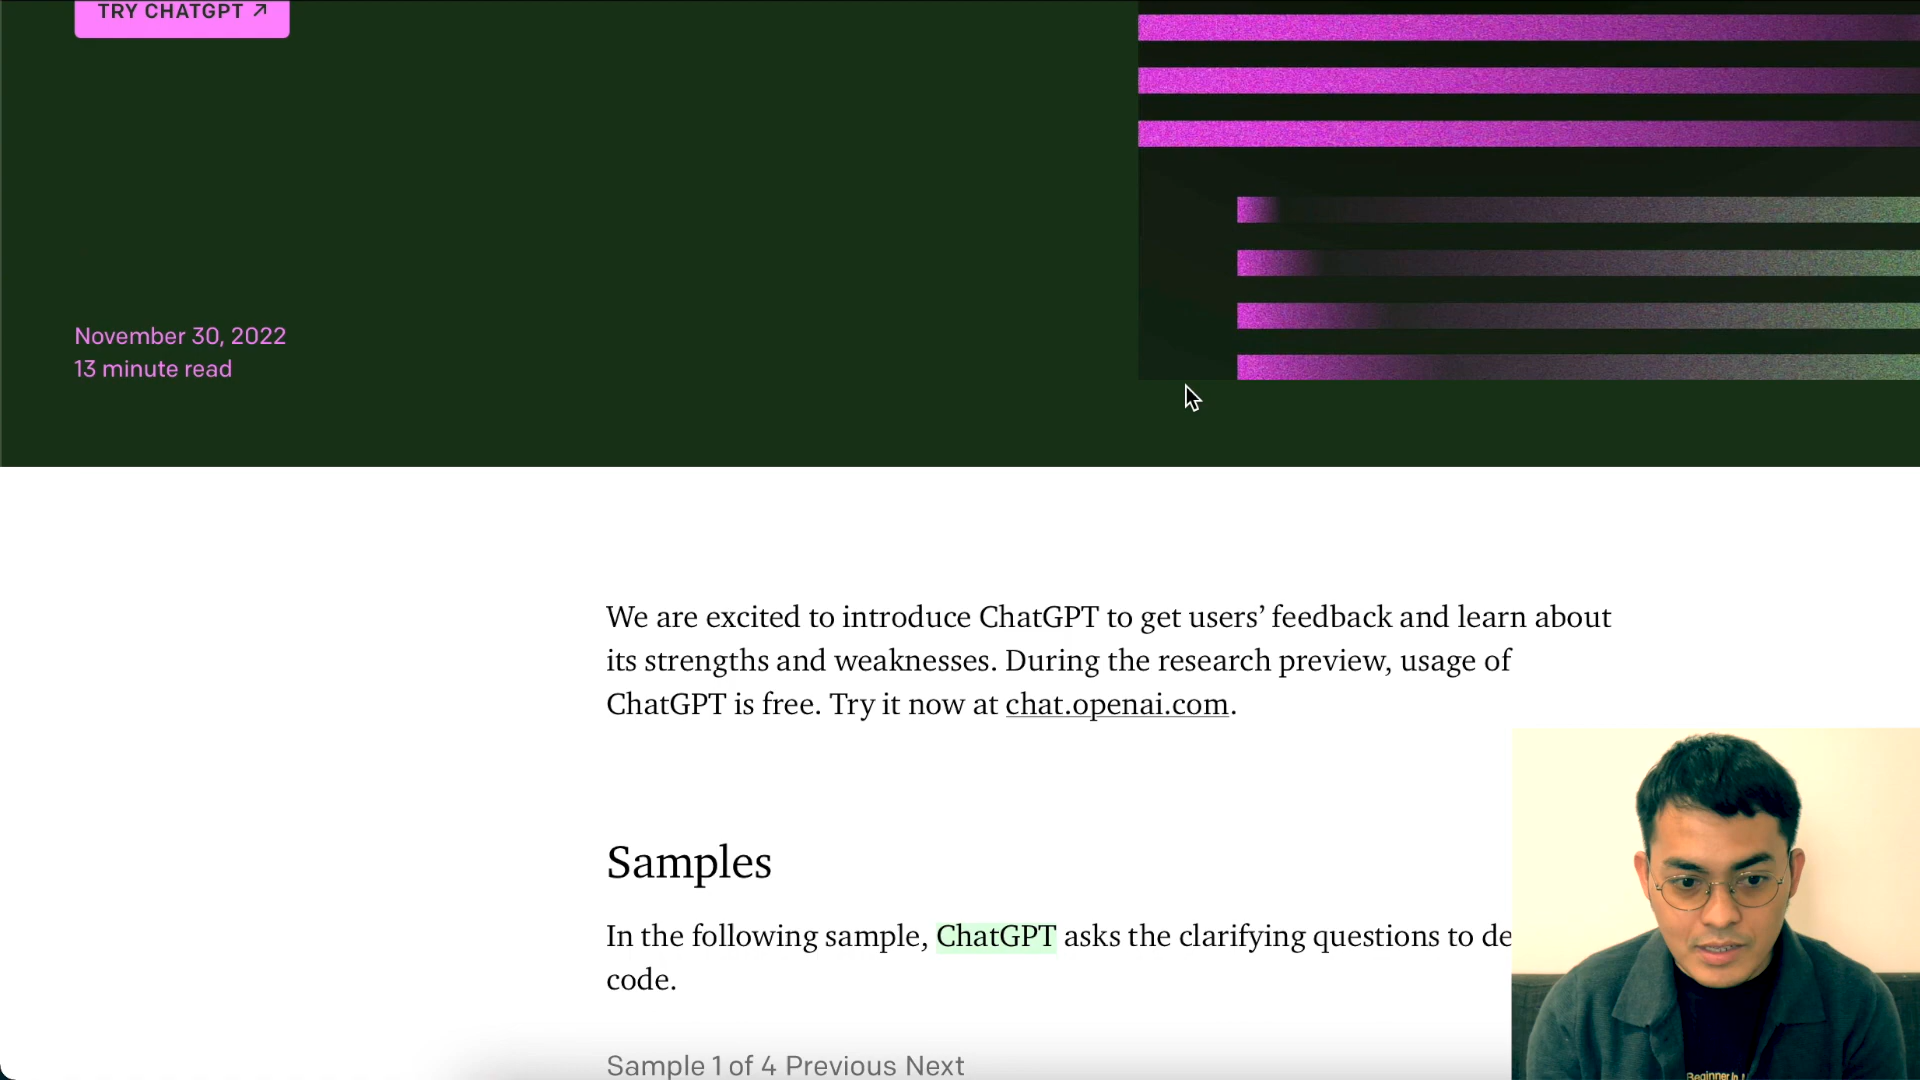 TRY CHATGPT ↗
November 30, 2022
13 minute read
We are excited to introduce ChatGPT to get users’ feedback and learn about
its strengths and weaknesses. During the research preview, usage of
ChatGPT is free. Try it now at chat.openai.com.
Samples
In the following sample, ChatGPT asks the clarifying questions to de
code.
Sample 1 of 4 Previous Next
Beginner in